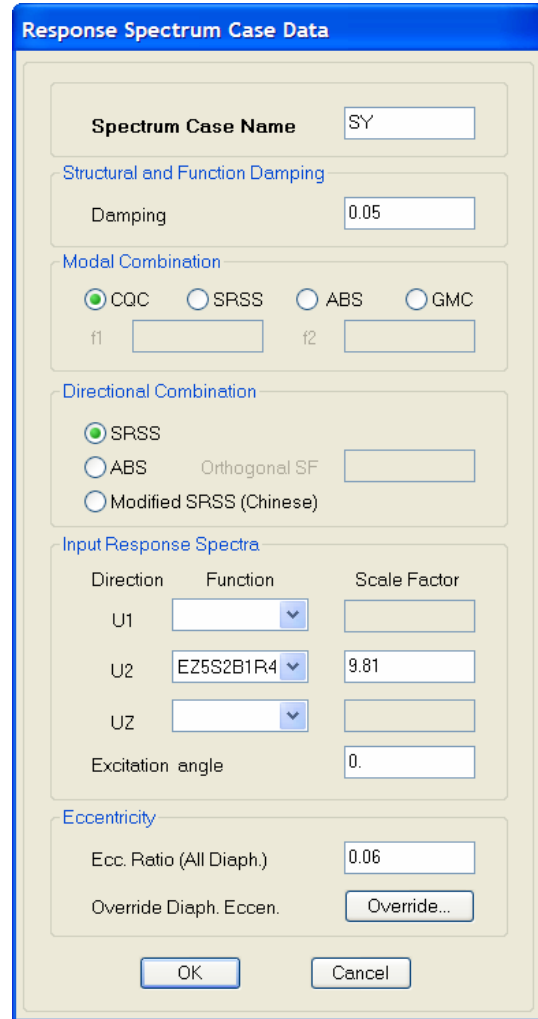 Response Spectrum Case Data
Spectrum Case Name SY
Structural and Function Damping
Damping 0.05
Modal Combination
CQC SRSS ABS GMC
f1 f2
Directional Combination
SRSS
ABS Orthogonal SF
Modified SRSS (Chinese)
Input Response Spectra
Direction Function Scale Factor
U1
U2 EZ5S2B1R4 9.81
UZ
Excitation angle 0.
Eccentricity
Ecc. Ratio (All Diaph.) 0.06
Override Diaph. Eccen. Override...
OK Cancel